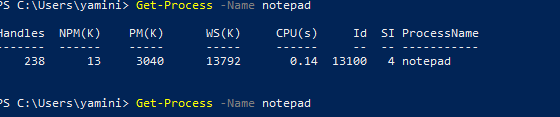 PS C:\Users\yamini> Get-Process -Name notepad
Handles  NPM(K)    PM(K)      WS(K)     CPU(s)     Id  SI ProcessName
-------  ------    -----      -----     ------     --  -- -----------
    238      13     3040      13792       0.14  13100   4 notepad
PS C:\Users\yamini> Get-Process -Name notepad